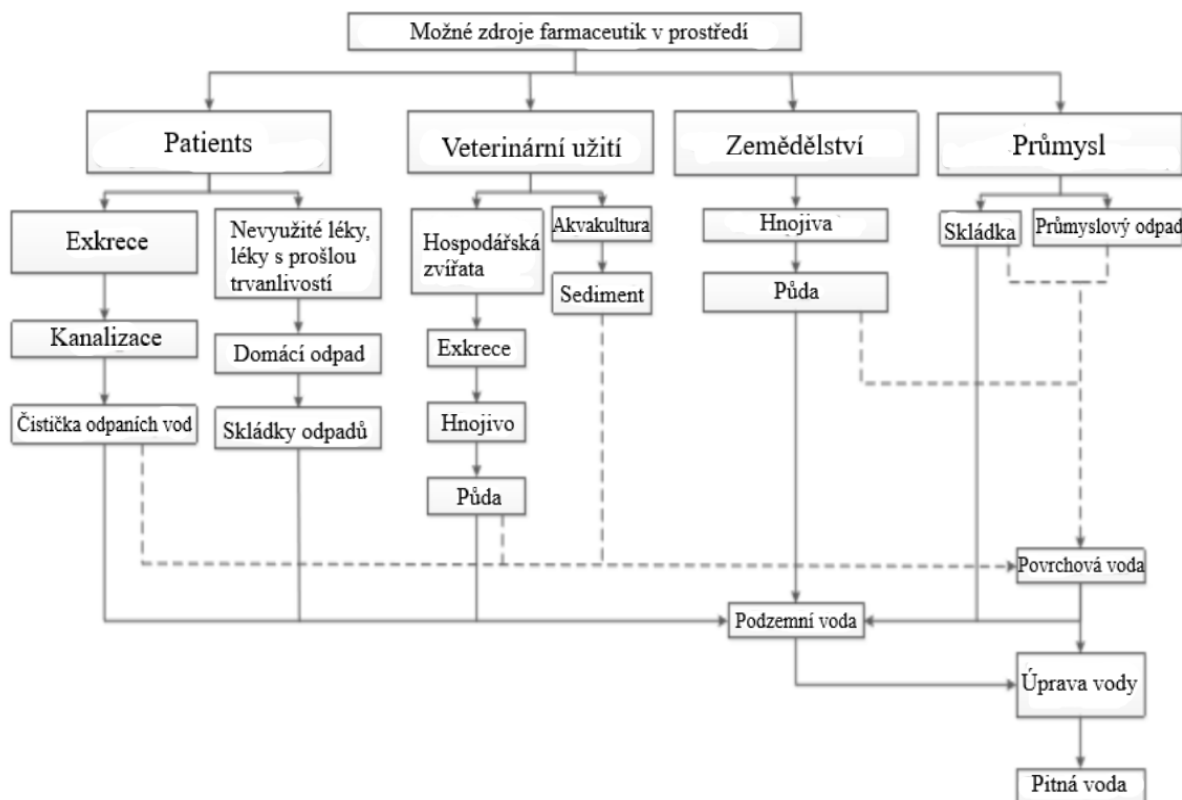 Možné zdroje farmaceutik v prostředí
Patients
Veterinární užití
Zemědělství
Průmysl
Exkrece
Nevyužité léky,
léky s prošlou
trvanlivostí
Hospodářská
zvířata
Akvakultura
Hnojiva
Skládka
Průmyslový odpad
Sediment
Půda
Kanalizace
Domácí odpad
Exkrece
Čistička odpaních vod
Skládky odpadů
Hnojivo
Půda
Povrchová voda
Podzemní voda
Úprava vody
Pitná voda